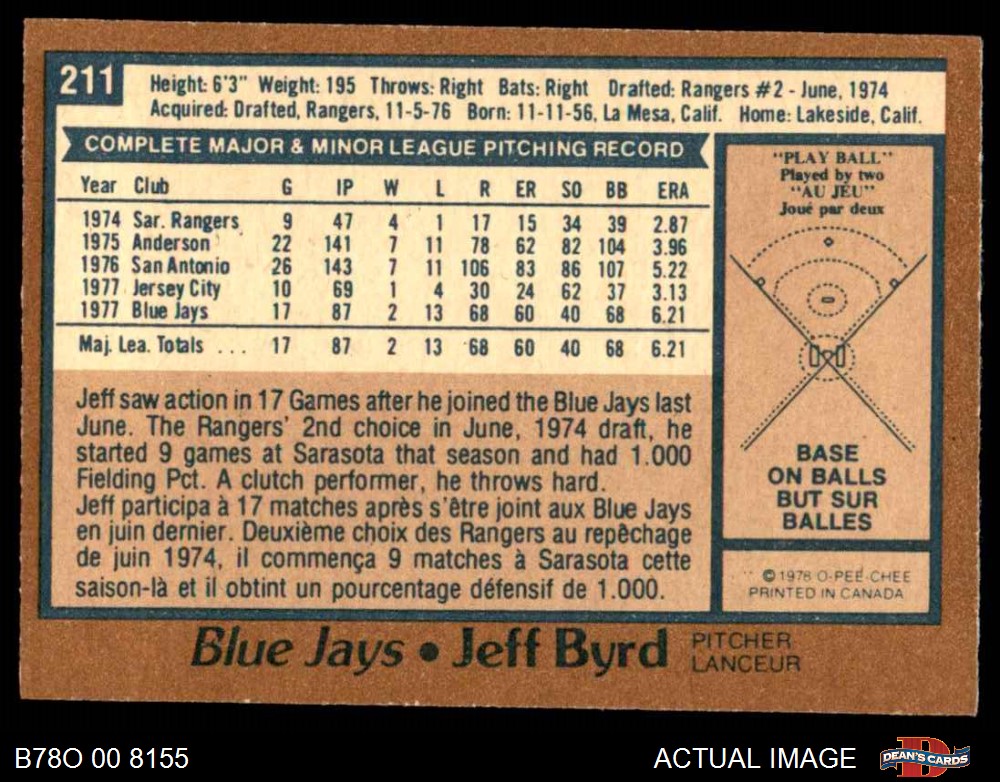 211
Height: 6'3" Weight: 195 Throws: Right Bats: Right Drafted: Rangers #2 - June, 1974
Acquired: Drafted, Rangers, 11-5-76 Born: 11-11-56, La Mesa, Calif. Home: Lakeside, Calif.
COMPLETE MAJOR & MINOR LEAGUE PITCHING RECORD
Year Club G IP W L R ER SO BB ERA
1974 Sar. Rangers 9 47 4 1 17 15 34 39 2.87
1975 Anderson 22 141 7 11 78 62 82 104 3.96
1976 San Antonio 26 143 7 11 106 83 86 107 5.22
1977 Jersey City 10 69 1 4 30 24 62 37 3.13
1977 Blue Jays 17 87 2 13 68 60 40 68 6.21
Maj. Lea. Totals ... 17 87 2 13 68 60 40 68 6.21
Jeff saw action in 17 Games after he joined the Blue Jays last
June. The Rangers' 2nd choice in June, 1974 draft, he
started 9 games at Sarasota that season and had 1.000
Fielding Pct. A clutch performer, he throws hard.
Jeff participa à 17 matches après s'être joint aux Blue Jays
en juin dernier. Deuxième choix des Rangers au repêchage
de juin 1974, il commença 9 matches à Sarasota cette
saison-là et il obtint un pourcentage défensif de 1.000.
"PLAY BALL"
Played by two
"AU JÉU"
Joué par deux
BASE
ON BALLS
BUT SUR
BALLES
© 1978 O-PEE-CHEE
PRINTED IN CANADA
Blue Jays • Jeff Byrd PITCHER
LANCEUR
B78O 00 8155
ACTUAL IMAGE
DEAN'S CARDS